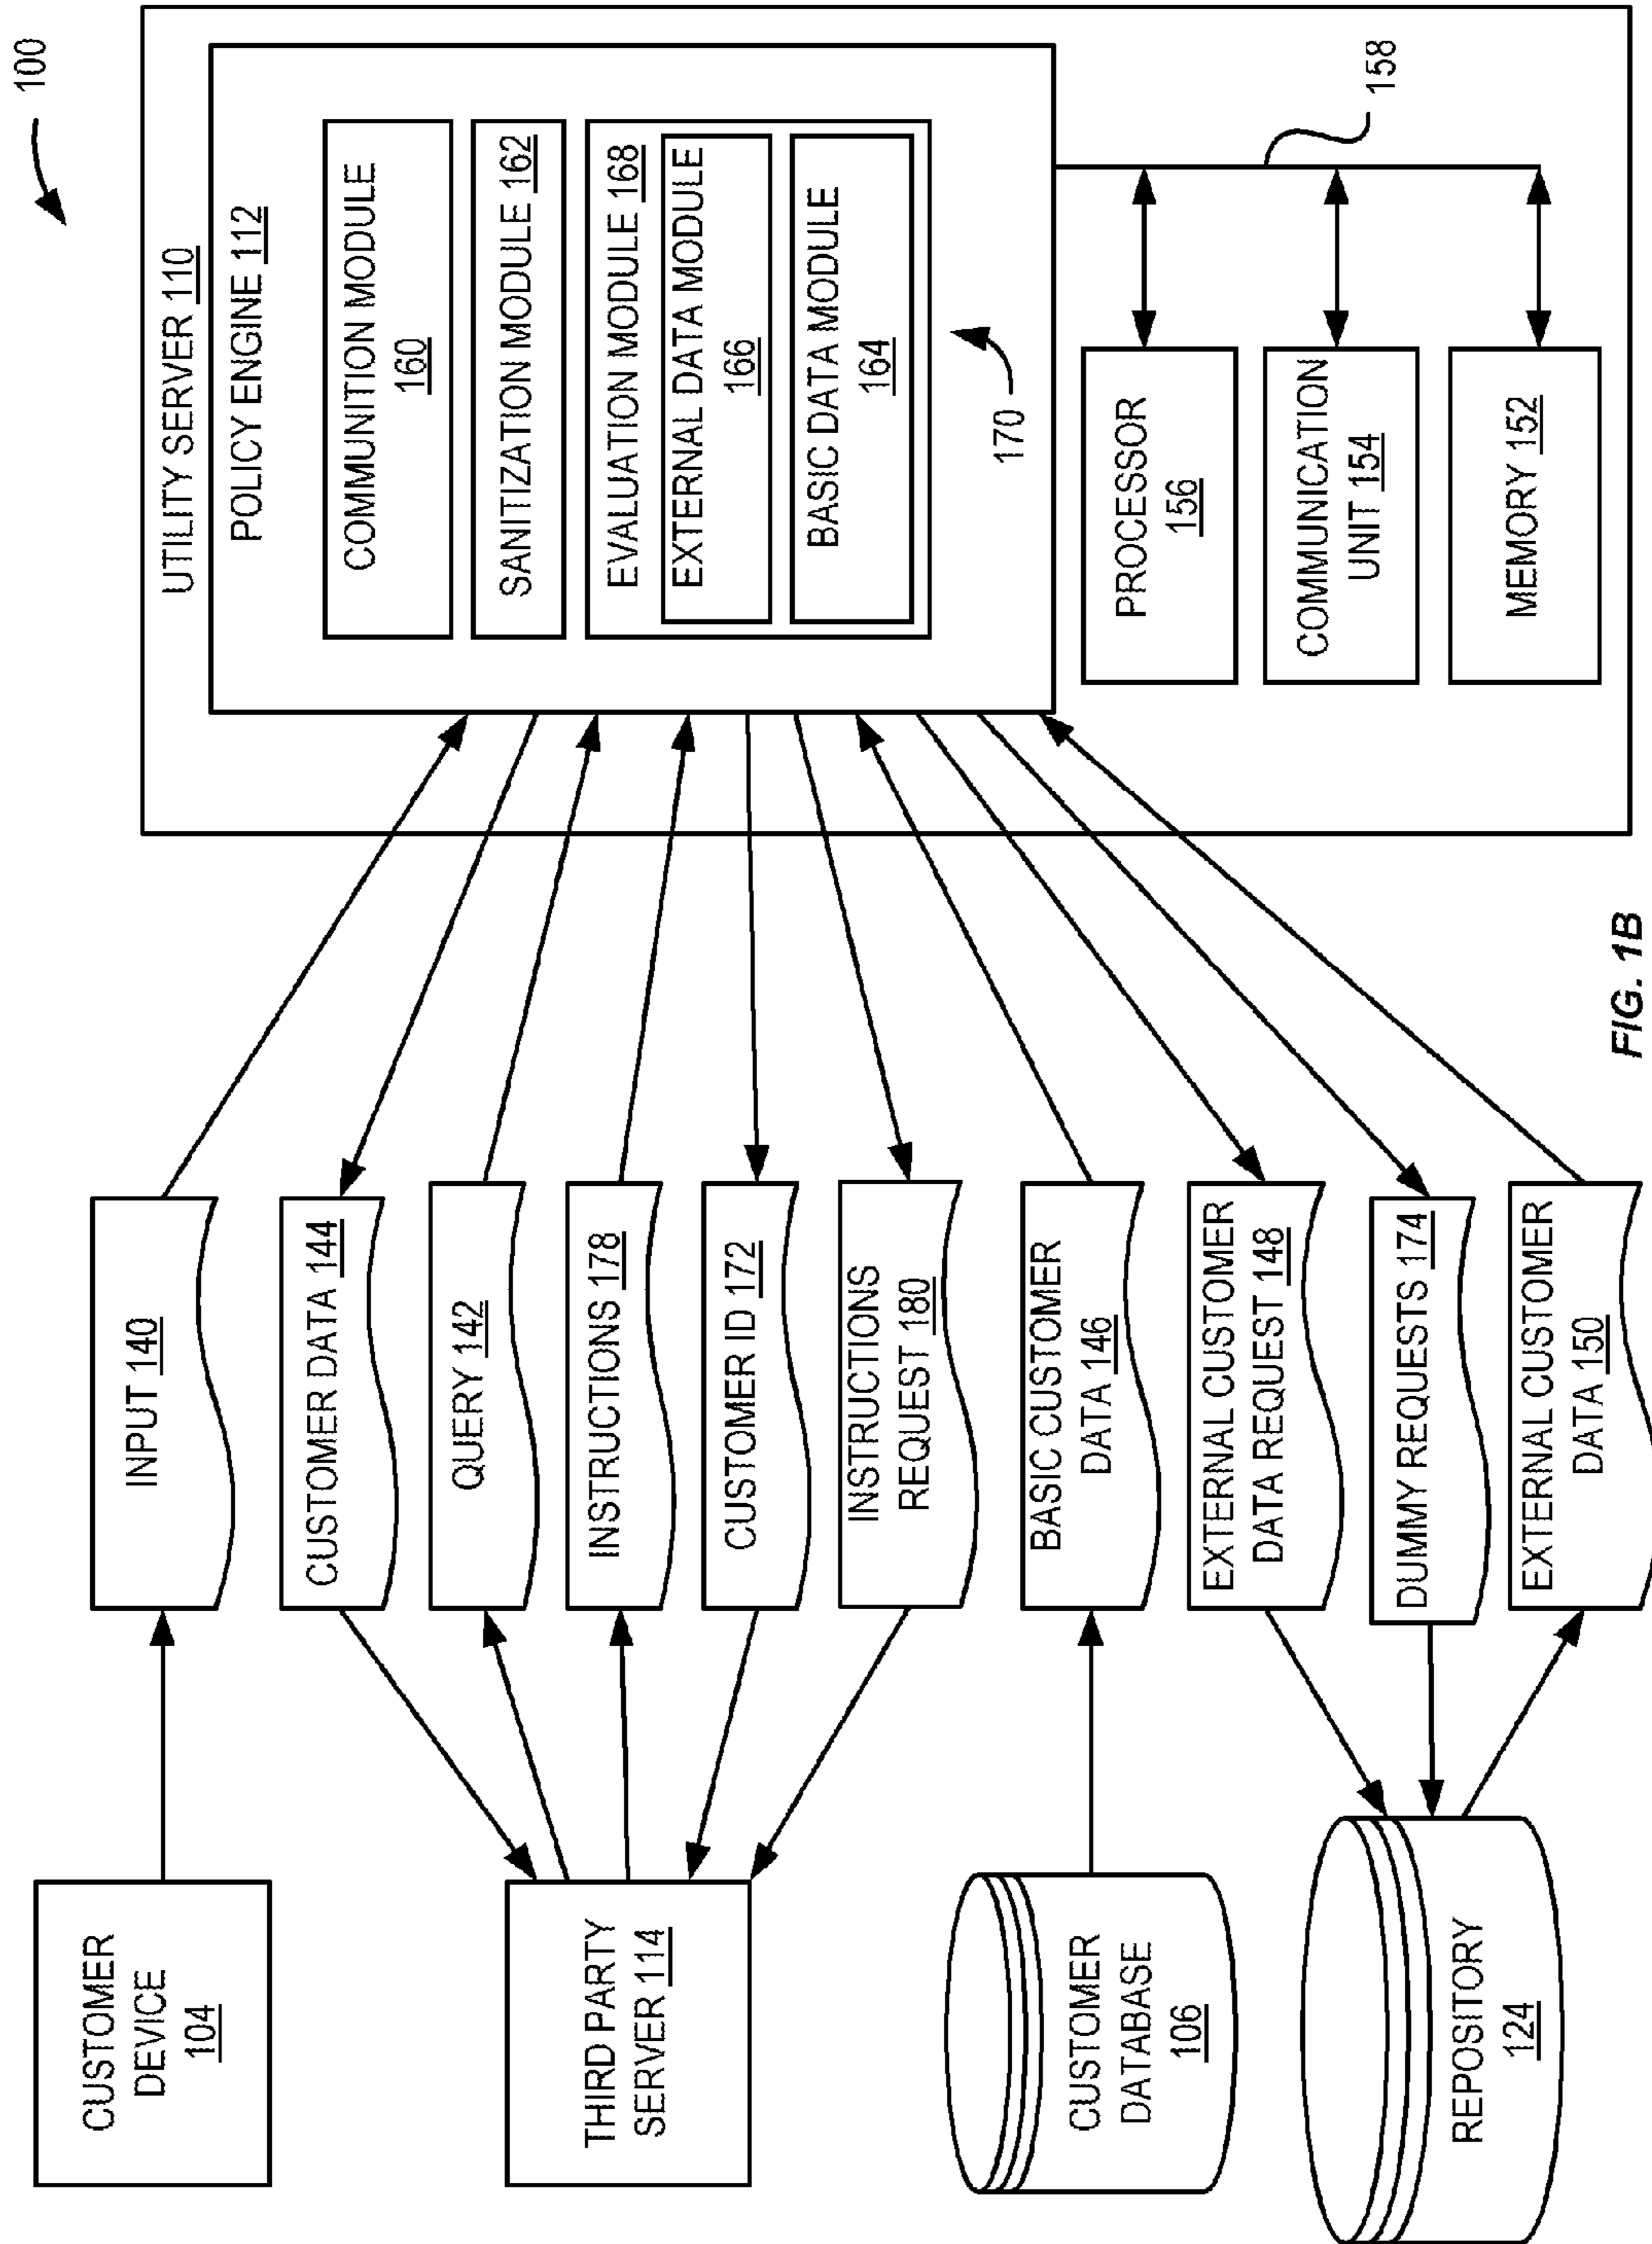 100
UTILITY SERVER 110
POLICY ENGINE 112
COMMUNITION MODULE
160
SANITIZATION MODULE 162
EVALUATION MODULE 168
EXTERNAL DATA MODULE
166
BASIC DATA MODULE
164
170
PROCESSOR
156
COMMUNICATION
UNIT 154
MEMORY 152
158
INPUT 140
CUSTOMER DATA 144
QUERY 142
INSTRUCTIONS 178
CUSTOMER ID 172
INSTRUCTIONS
REQUEST 180
BASIC CUSTOMER
DATA 146
EXTERNAL CUSTOMER
DATA REQUEST 148
DUMMY REQUESTS 174
EXTERNAL CUSTOMER
DATA 150
CUSTOMER
DEVICE
104
THIRD PARTY
SERVER 114
CUSTOMER
DATABASE
106
REPOSITORY
124
FIG. 1B